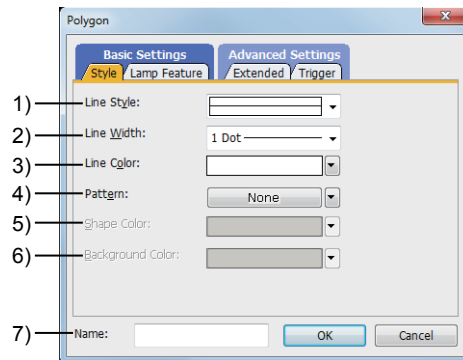 Polygon
Basic Settings Advanced Settings
Style Lamp Feature Extended Trigger
1) Line Style:
2) Line Width: 1 Dot
3) Line Color:
4) Pattern: None
5) Shape Color:
6) Background Color:
7) Name: OK Cancel